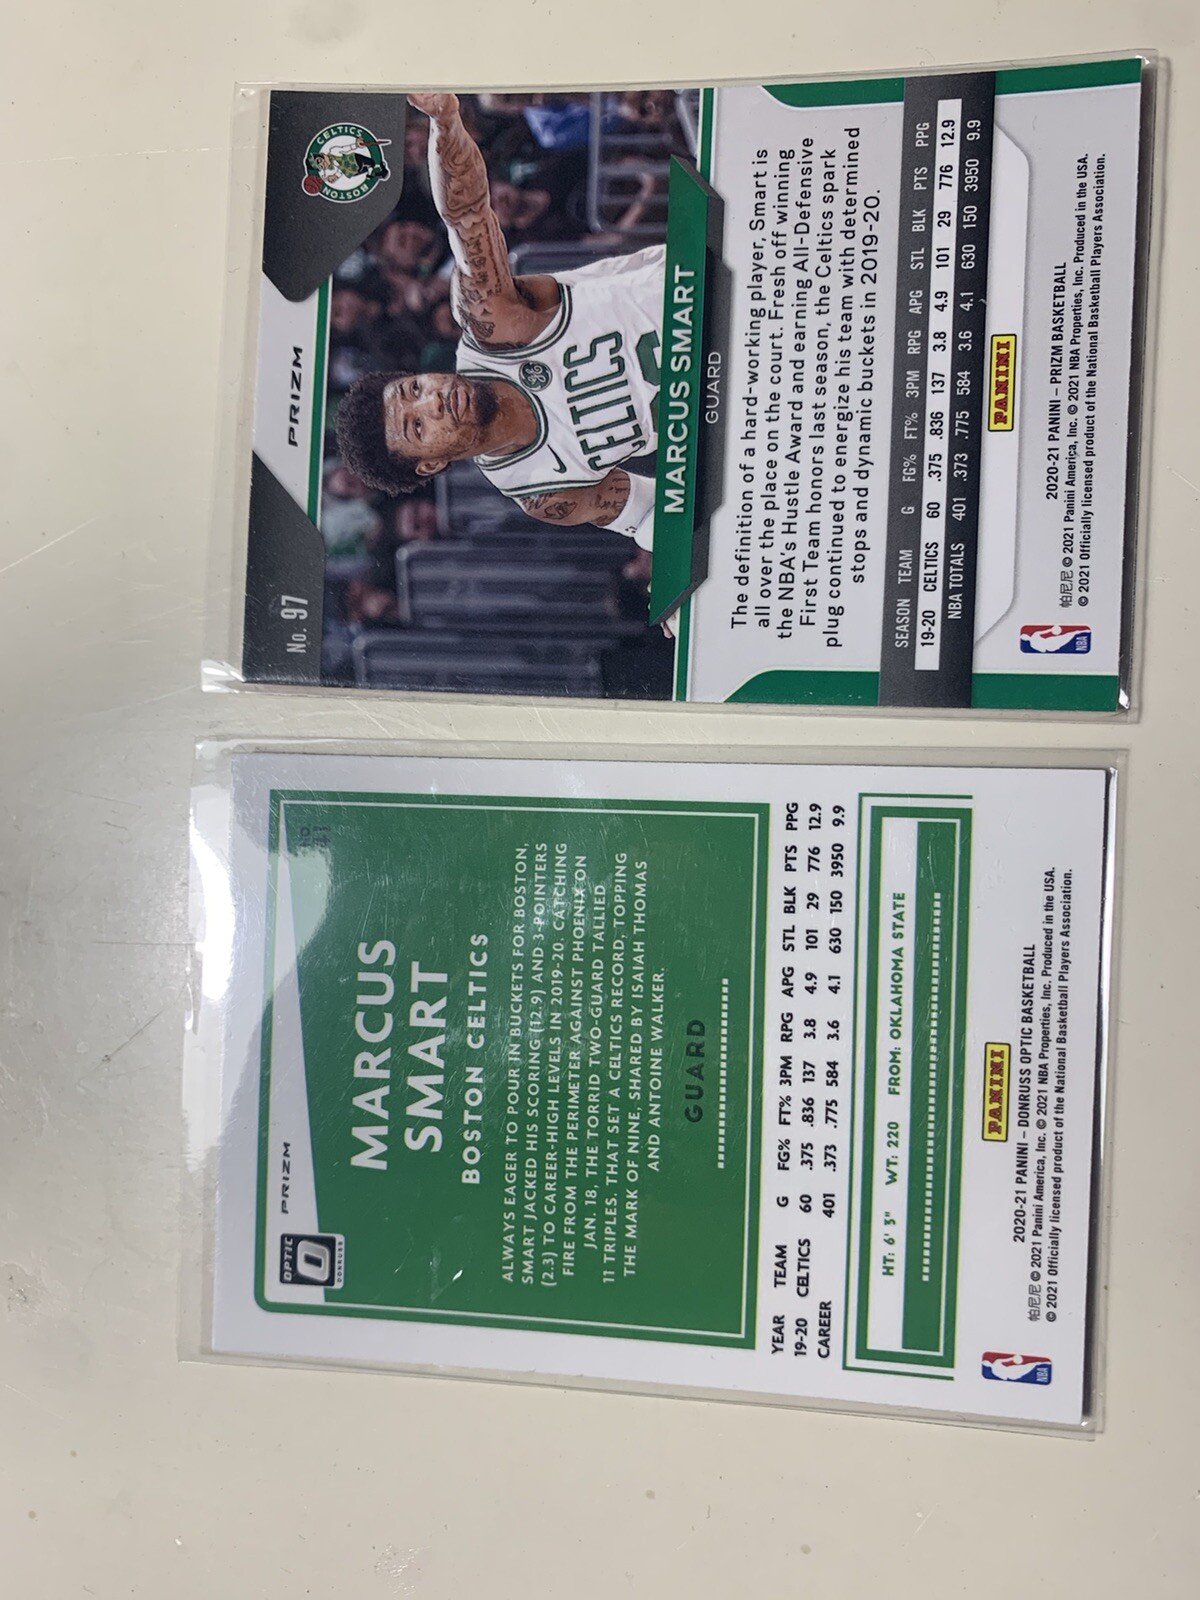 No. 97
PRIZM
CELTICS
BOSTON
CELTICS
MARCUS SMART
GUARD
The definition of a hard-working player, Smart is
all over the place on the court. Fresh off winning
the NBA's Hustle Award and earning All-Defensive
First Team honors last season, the Celtics spark
plug continued to energize his team with determined
stops and dynamic buckets in 2019-20.
SEASON TEAM G FG% FT% 3PM RPG APG STL BLK PTS PPG
19-20 CELTICS 60 .375 .836 137 3.8 4.9 101 29 776 12.9
NBA TOTALS 401 .373 .775 584 3.6 4.1 630 150 3950 9.9
PANINI
2020-21 PANINI – PRIZM BASKETBALL
帕尼尼 © 2021 Panini America, Inc. © 2021 NBA Properties, Inc. Produced in the USA.
© 2021 Officially licensed product of the National Basketball Players Association.
NBA
OPTIC
DONRUSS
PRIZM
NO.
41
MARCUS
SMART
BOSTON CELTICS
ALWAYS EAGER TO POUR IN BUCKETS FOR BOSTON,
SMART JACKED HIS SCORING (12.9) AND 3-POINTERS
(2.3) TO CAREER-HIGH LEVELS IN 2019-20. CATCHING
FIRE FROM THE PERIMETER AGAINST PHOENIX ON
JAN. 18, THE TORRID TWO-GUARD TALLIED
11 TRIPLES. THAT SET A CELTICS RECORD, TOPPING
THE MARK OF NINE, SHARED BY ISAIAH THOMAS
AND ANTOINE WALKER.
GUARD
YEAR TEAM G FG% FT% 3PM RPG APG STL BLK PTS PPG
19-20 CELTICS 60 .375 .836 137 3.8 4.9 101 29 776 12.9
CAREER 401 .373 .775 584 3.6 4.1 630 150 3950 9.9
HT: 6' 3" WT: 220 FROM: OKLAHOMA STATE
PANINI
2020-21 PANINI – DONRUSS OPTIC BASKETBALL
帕尼尼 © 2021 Panini America, Inc. © 2021 NBA Properties, Inc. Produced in the USA.
© 2021 Officially licensed product of the National Basketball Players Association.
NBA